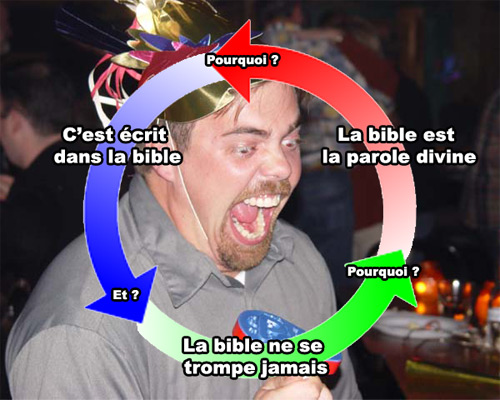 Pourquoi ?
C'est écrit
dans la bible
La bible est
la parole divine
Pourquoi ?
Et ?
La bible ne se
trompe jamais